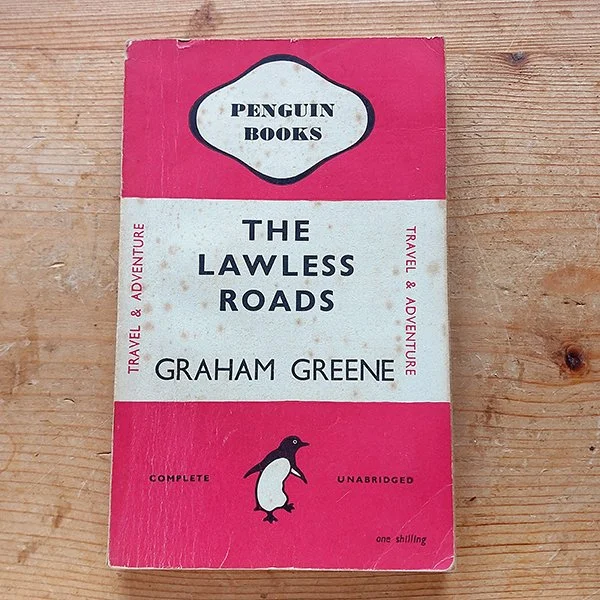 PENGUIN
BOOKS
THE
LAWLESS
ROADS
TRAVEL & ADVENTURE
TRAVEL & ADVENTURE
GRAHAM GREENE
COMPLETE
UNABRIDGED
one shilling